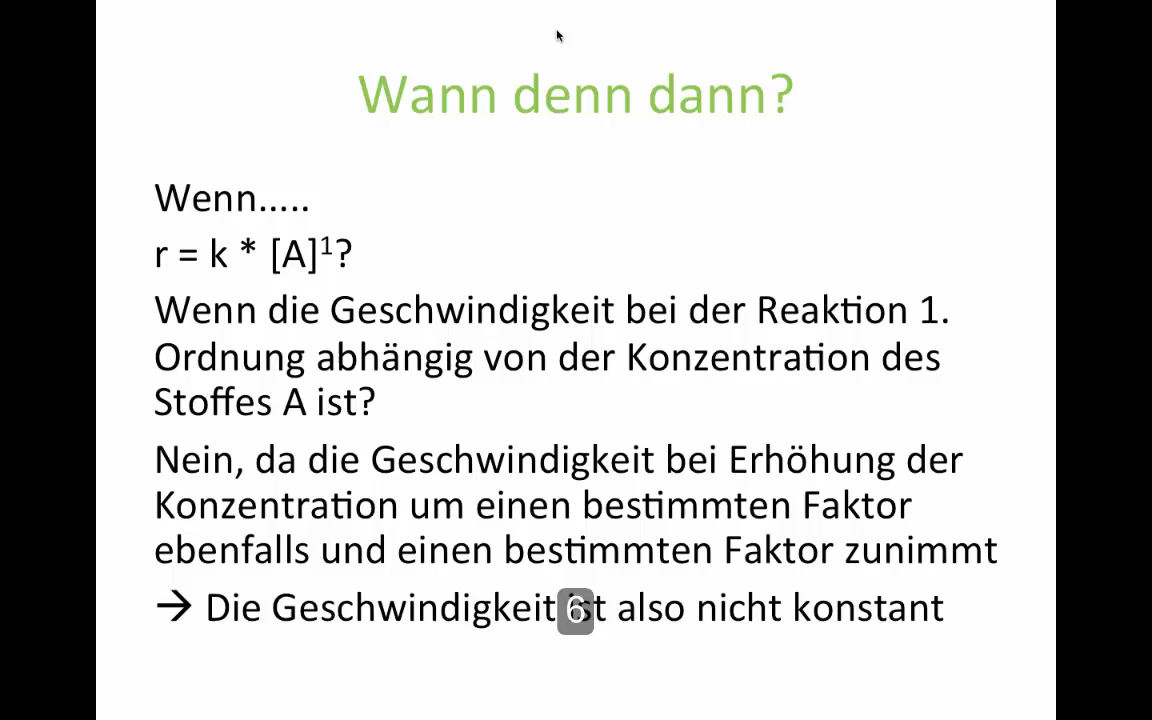 Wann denn dann?
Wenn.....
r = k * [A]¹?
Wenn die Geschwindigkeit bei der Reaktion 1.
Ordnung abhängig von der Konzentration des
Stoffes A ist?
Nein, da die Geschwindigkeit bei Erhöhung der
Konzentration um einen bestimmten Faktor
ebenfalls und einen bestimmten Faktor zunimmt
→ Die Geschwindigkeit ist also nicht konstant
6